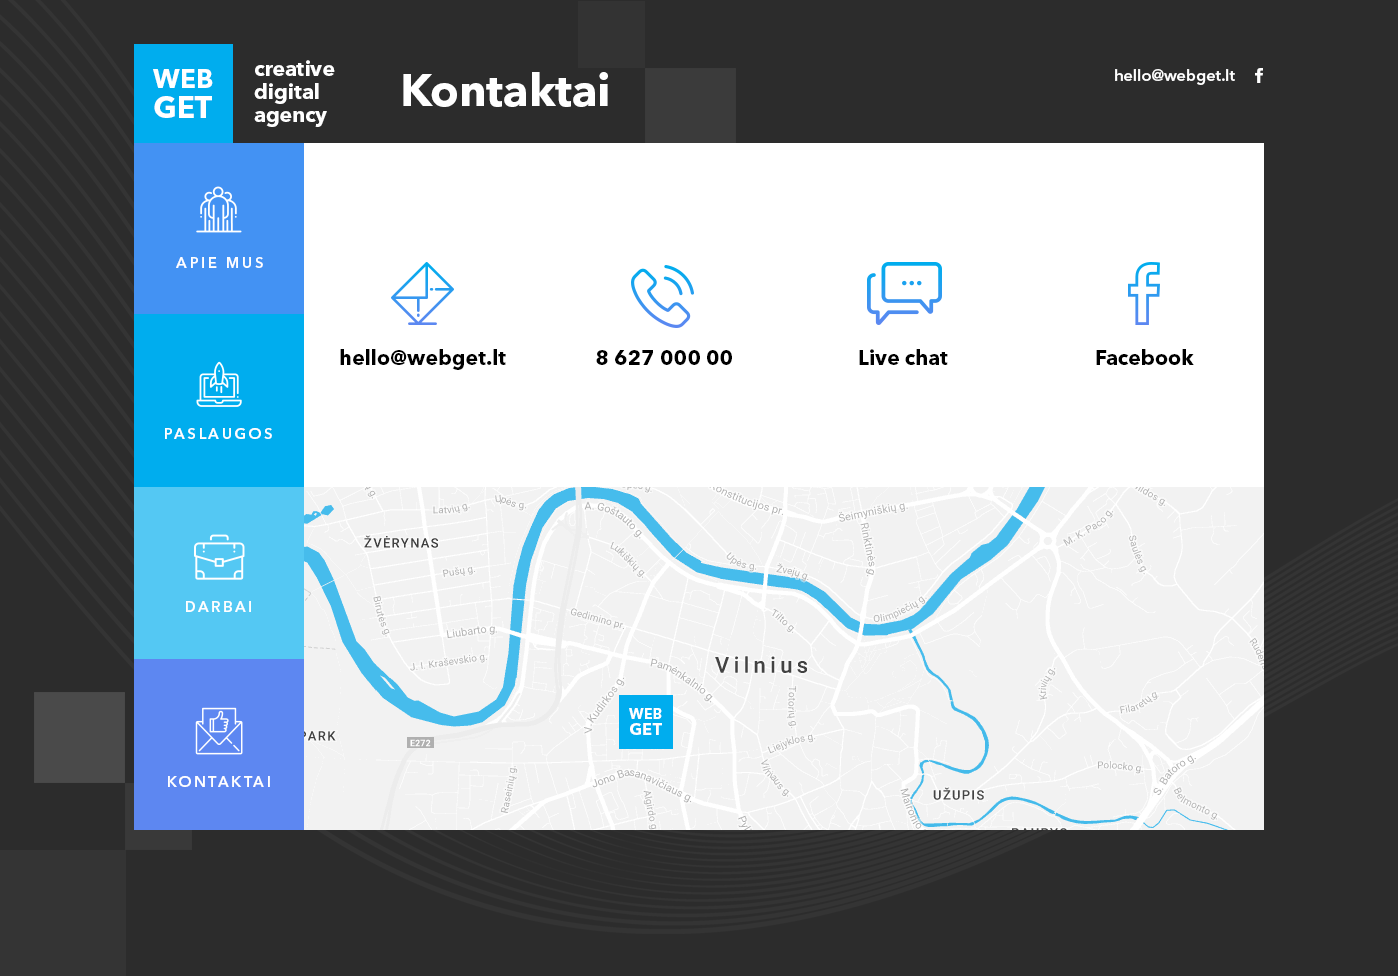 WEB
GET
creative
digital
agency
Kontaktai
hello@webget.lt
APIE MUS
PASLAUGOS
DARBAI
KONTAKTAI
hello@webget.lt
8 627 000 00
Live chat
Facebook
Latvių g.
Upės g.
A. Goštauto g.
Konstitucijos pr.
Šeimyniškių g.
M. K. Paco g.
ŽVĖRYNAS
Lukiškių g.
Rinktinės g.
Saulės g.
Pušų g.
Upės g.
Žvejų g.
Birutės g.
Gedimino pr.
Tilto g.
Olimpiečių g.
Liubarto g.
J. I. Kraševskio g.
Pamėnkalnio g.
Vilnius
Krivių g.
V. Kudirkos g.
Totorių g.
Filaretų g.
WEB
GET
PARK
E272
Liejyklos g.
Polocko g.
S. Batoro g.
Raseinių g.
Jono Basanavičiaus g.
Algirdo g.
Vilniaus g.
UŽUPIS
Belmonto g.